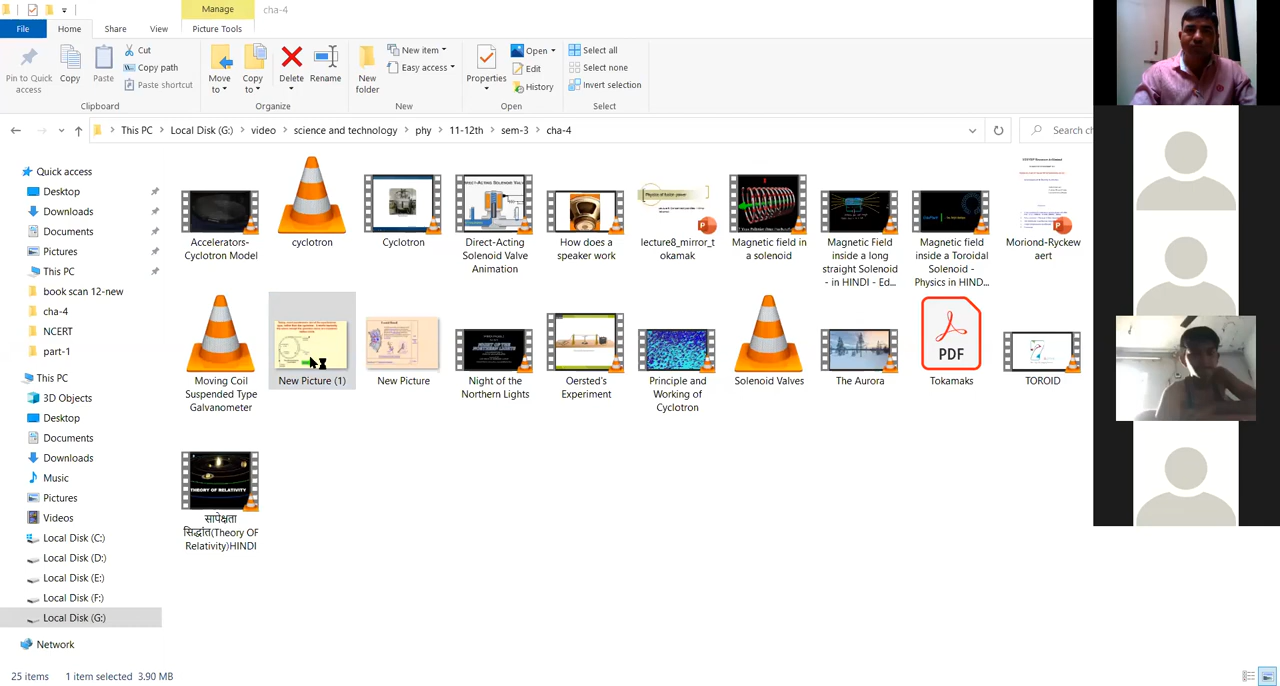 Manage
cha-4
File
Home
Share
View
Picture Tools
Pin to Quick
access
Copy
Paste
Cut
Copy path
Paste shortcut
Clipboard
Move
to
Copy
to
Delete
Rename
Organize
New
folder
New item
Easy access
New
Properties
Open
Edit
History
Open
Select all
Select none
Invert selection
Select
This PC
Local Disk (G:)
video
science and technology
phy
11-12th
sem-3
cha-4
Search ch
Quick access
Desktop
Downloads
Documents
Pictures
This PC
book scan 12-new
cha-4
NCERT
part-1
This PC
3D Objects
Desktop
Documents
Downloads
Music
Pictures
Videos
Local Disk (C:)
Local Disk (D:)
Local Disk (E:)
Local Disk (F:)
Local Disk (G:)
Network
Accelerators-
Cyclotron Model
cyclotron
Cyclotron
Direct-Acting
Solenoid Valve
Animation
How does a
speaker work
lecture8_mirror_t
okamak
Magnetic field in
a solenoid
Magnetic Field
inside a long
straight Solenoid
- in HINDI - Ed...
Magnetic field
inside a Toroidal
Solenoid -
Physics in HIND...
Moriond-Ryckew
aert
Moving Coil
Suspended Type
Galvanometer
New Picture (1)
New Picture
Night of the
Northern Lights
Oersted's
Experiment
Principle and
Working of
Cyclotron
Solenoid Valves
The Aurora
PDF
Tokamaks
TOROID
THEORY OF RELATIVITY
सापेक्षता
सिद्धांत(Theory OF
Relativity)HINDI
25 items
1 item selected 3.90 MB